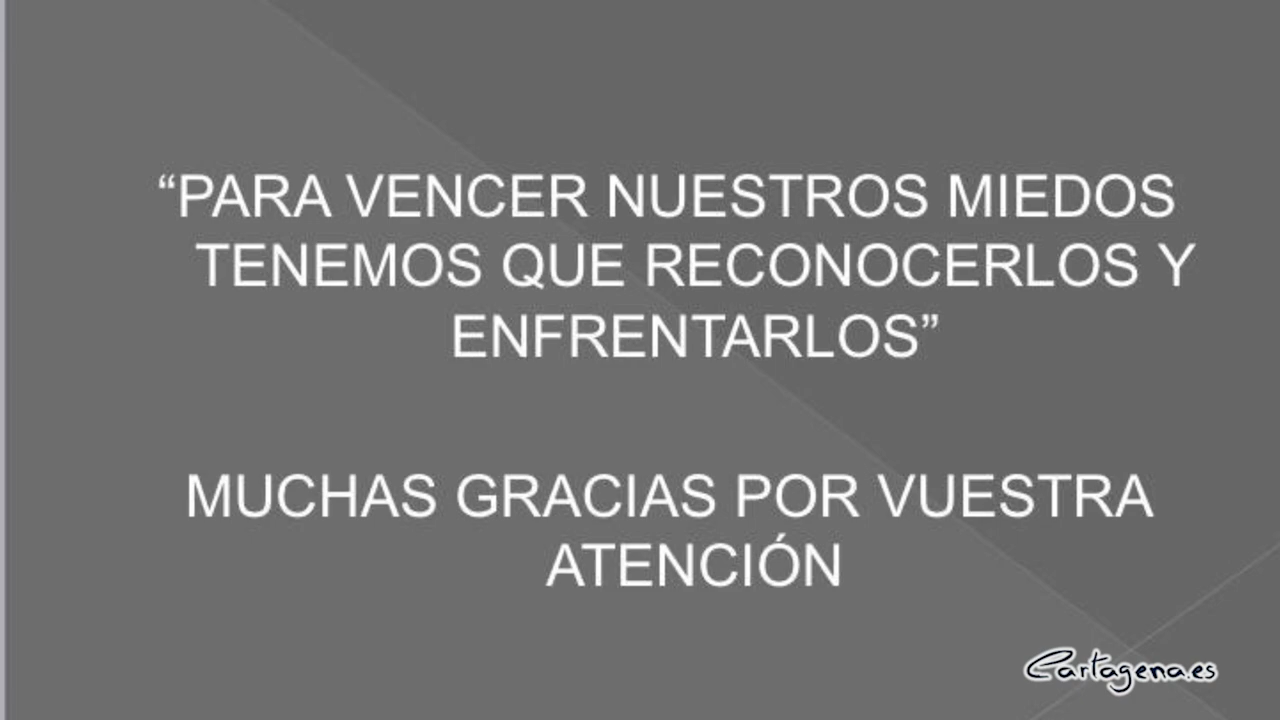 “PARA VENCER NUESTROS MIEDOS
TENEMOS QUE RECONOCERLOS Y
ENFRENTARLOS”
MUCHAS GRACIAS POR VUESTRA
ATENCIÓN
Cartagena.es